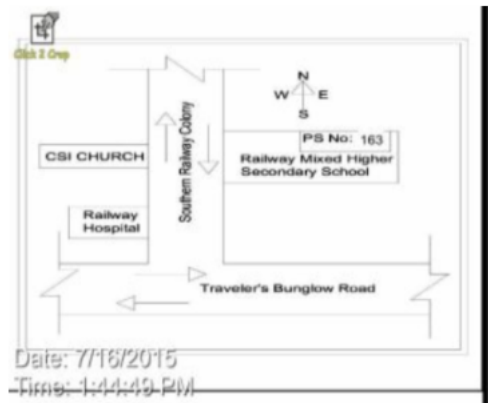 Click 2 Crop
N
W E
S
PS No: 163
Railway Mixed Higher
Secondary School
CSI CHURCH
Southern Railway Colony
Railway
Hospital
Traveler's Bunglow Road
Date: 7/16/2015
Time: 1:44:49 PM